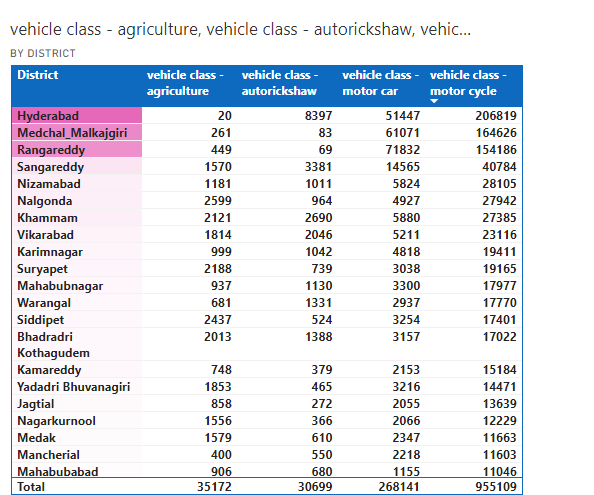 vehicle class - agriculture, vehicle class - autorickshaw, vehic...
BY DISTRICT
District vehicle class - agriculture vehicle class - autorickshaw vehicle class - motor car vehicle class - motor cycle
Hyderabad 20 8397 51447 206819
Medchal_Malkajgiri 261 83 61071 164626
Rangareddy 449 69 71832 154186
Sangareddy 1570 3381 14565 40784
Nizamabad 1181 1011 5824 28105
Nalgonda 2599 964 4927 27942
Khammam 2121 2690 5880 27385
Vikarabad 1814 2046 5211 23116
Karimnagar 999 1042 4818 19411
Suryapet 2188 739 3038 19165
Mahabubnagar 937 1130 3300 17977
Warangal 681 1331 2937 17770
Siddipet 2437 524 3254 17401
Bhadradri 2013 1388 3157 17022
Kothagudem
Kamareddy 748 379 2153 15184
Yadadri Bhuvanagiri 1853 465 3216 14471
Jagtial 858 272 2055 13639
Nagarkurnool 1556 366 2066 12229
Medak 1579 610 2347 11663
Mancherial 400 550 2218 11603
Mahabubabad 906 680 1155 11046
Total 35172 30699 268141 955109